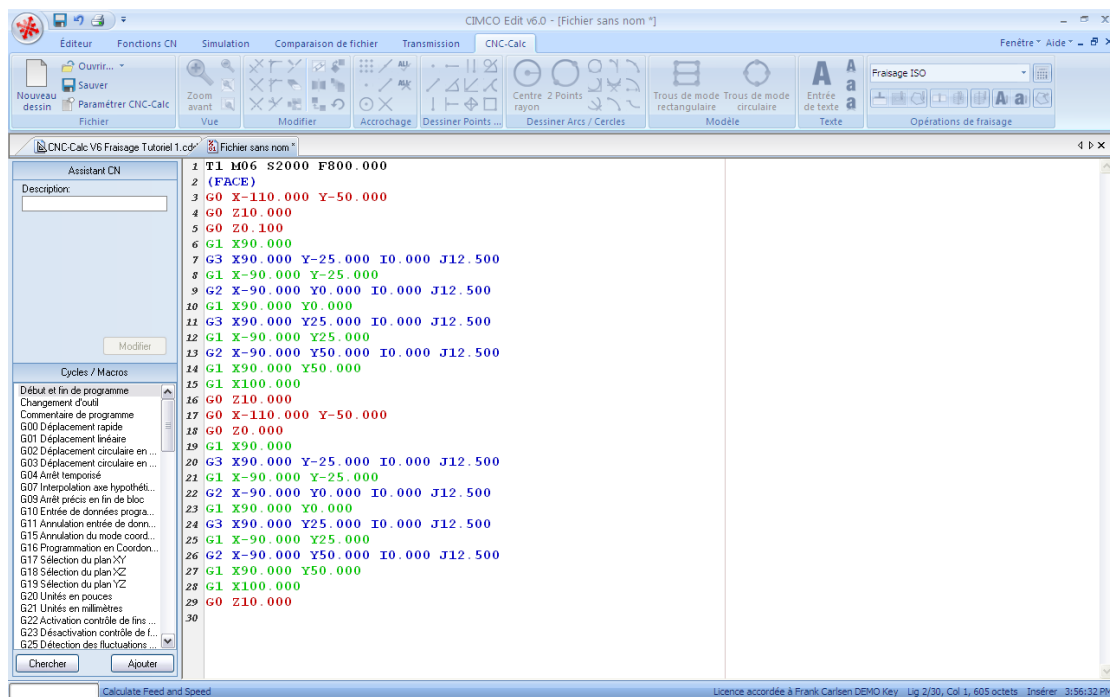 CIMCO Edit v6.0 - [Fichier sans nom *]
Éditeur Fonctions CN Simulation Comparaison de fichier Transmission CNC-Calc Fenêtre Aide
Nouveau dessin
Ouvrir...
Sauver
Paramétrer CNC-Calc
Fichier
Zoom avant
Vue
Modifier
Accrochage
Dessiner Points ...
Centre rayon
2 Points
Dessiner Arcs / Cercles
Trous de mode rectangulaire
Trous de mode circulaire
Modèle
Entrée de texte
Texte
Fraisage ISO
Opérations de fraisage
CNC-Calc V6 Fraisage Tutoriel 1.cdd
Fichier sans nom *
Assistant CN
Description:
Modifier
Cycles / Macros
Début et fin de programme
Changement d'outil
Commentaire de programme
G00 Déplacement rapide
G01 Déplacement linéaire
G02 Déplacement circulaire en ...
G03 Déplacement circulaire en ...
G04 Arrêt temporisé
G07 Interpolation axe hypothéti...
G09 Arrêt précis en fin de bloc
G10 Entrée de données progra...
G11 Annulation entrée de donn...
G15 Annulation du mode coord...
G16 Programmation en Coordon...
G17 Sélection du plan XY
G18 Sélection du plan XZ
G19 Sélection du plan YZ
G20 Unités en pouces
G21 Unités en millimètres
G22 Activation contrôle de fins ...
G23 Désactivation contrôle de f...
G25 Détection des fluctuations ...
Chercher Ajouter
1 T1 M06 S2000 F800.000
2 (FACE)
3 G0 X-110.000 Y-50.000
4 G0 Z10.000
5 G0 Z0.100
6 G1 X90.000
7 G3 X90.000 Y-25.000 I0.000 J12.500
8 G1 X-90.000 Y-25.000
9 G2 X-90.000 Y0.000 I0.000 J12.500
10 G1 X90.000 Y0.000
11 G3 X90.000 Y25.000 I0.000 J12.500
12 G1 X-90.000 Y25.000
13 G2 X-90.000 Y50.000 I0.000 J12.500
14 G1 X90.000 Y50.000
15 G1 X100.000
16 G0 Z10.000
17 G0 X-110.000 Y-50.000
18 G0 Z0.000
19 G1 X90.000
20 G3 X90.000 Y-25.000 I0.000 J12.500
21 G1 X-90.000 Y-25.000
22 G2 X-90.000 Y0.000 I0.000 J12.500
23 G1 X90.000 Y0.000
24 G3 X90.000 Y25.000 I0.000 J12.500
25 G1 X-90.000 Y25.000
26 G2 X-90.000 Y50.000 I0.000 J12.500
27 G1 X90.000 Y50.000
28 G1 X100.000
29 G0 Z10.000
30
Calculate Feed and Speed Licence accordée à Frank Carlsen DEMO Key Lig 2/30, Col 1, 605 octets Insérer 3:56:32 PM